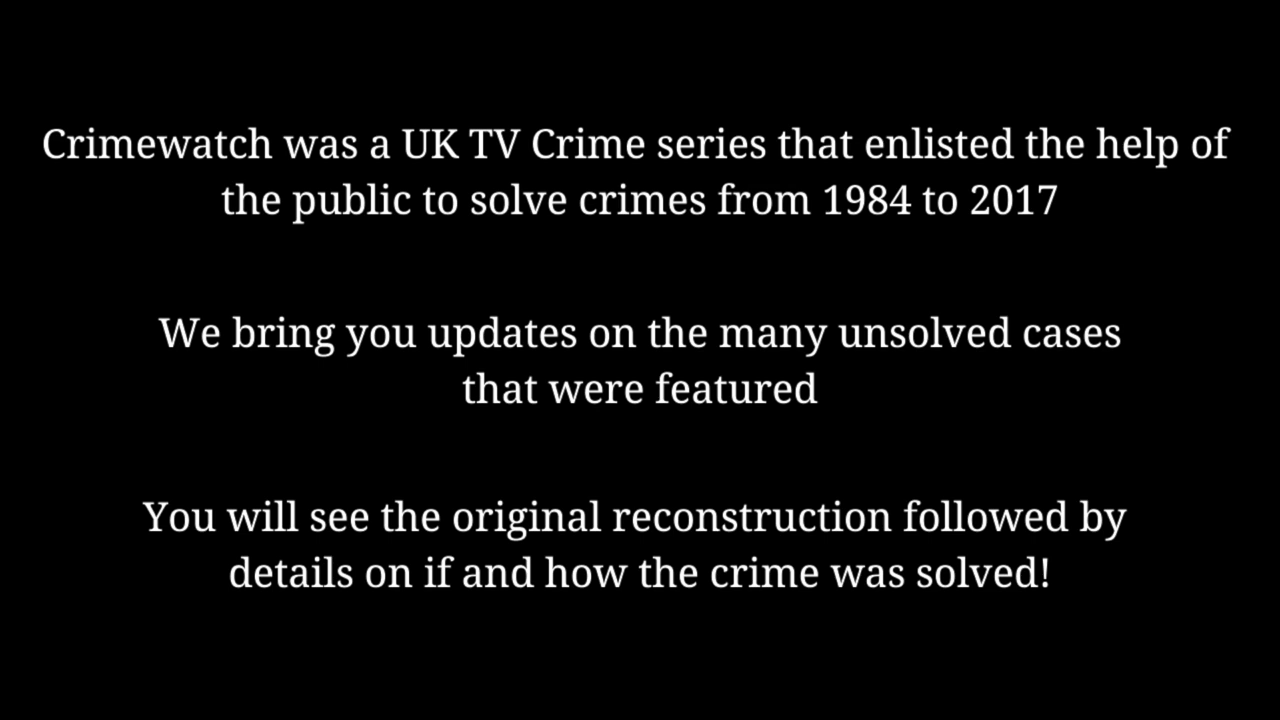 Crimewatch was a UK TV Crime series that enlisted the help of
the public to solve crimes from 1984 to 2017
We bring you updates on the many unsolved cases
that were featured
You will see the original reconstruction followed by
details on if and how the crime was solved!